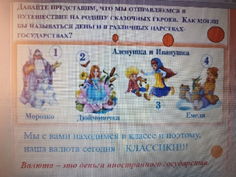 Давайте представим, что мы отправляемся в
путешествие на родину сказочных героев. Как могли
бы называться деньги в различных царствах-
государствах?
Аленушка и Иванушка
1
2
3
4
Морозко
Дюймовочка
Емеля
Мы с вами находимся в классе и поэтому,
наша валюта сегодня – КЛАССИКИ!!!
Валюта – это деньги иностранного государства.